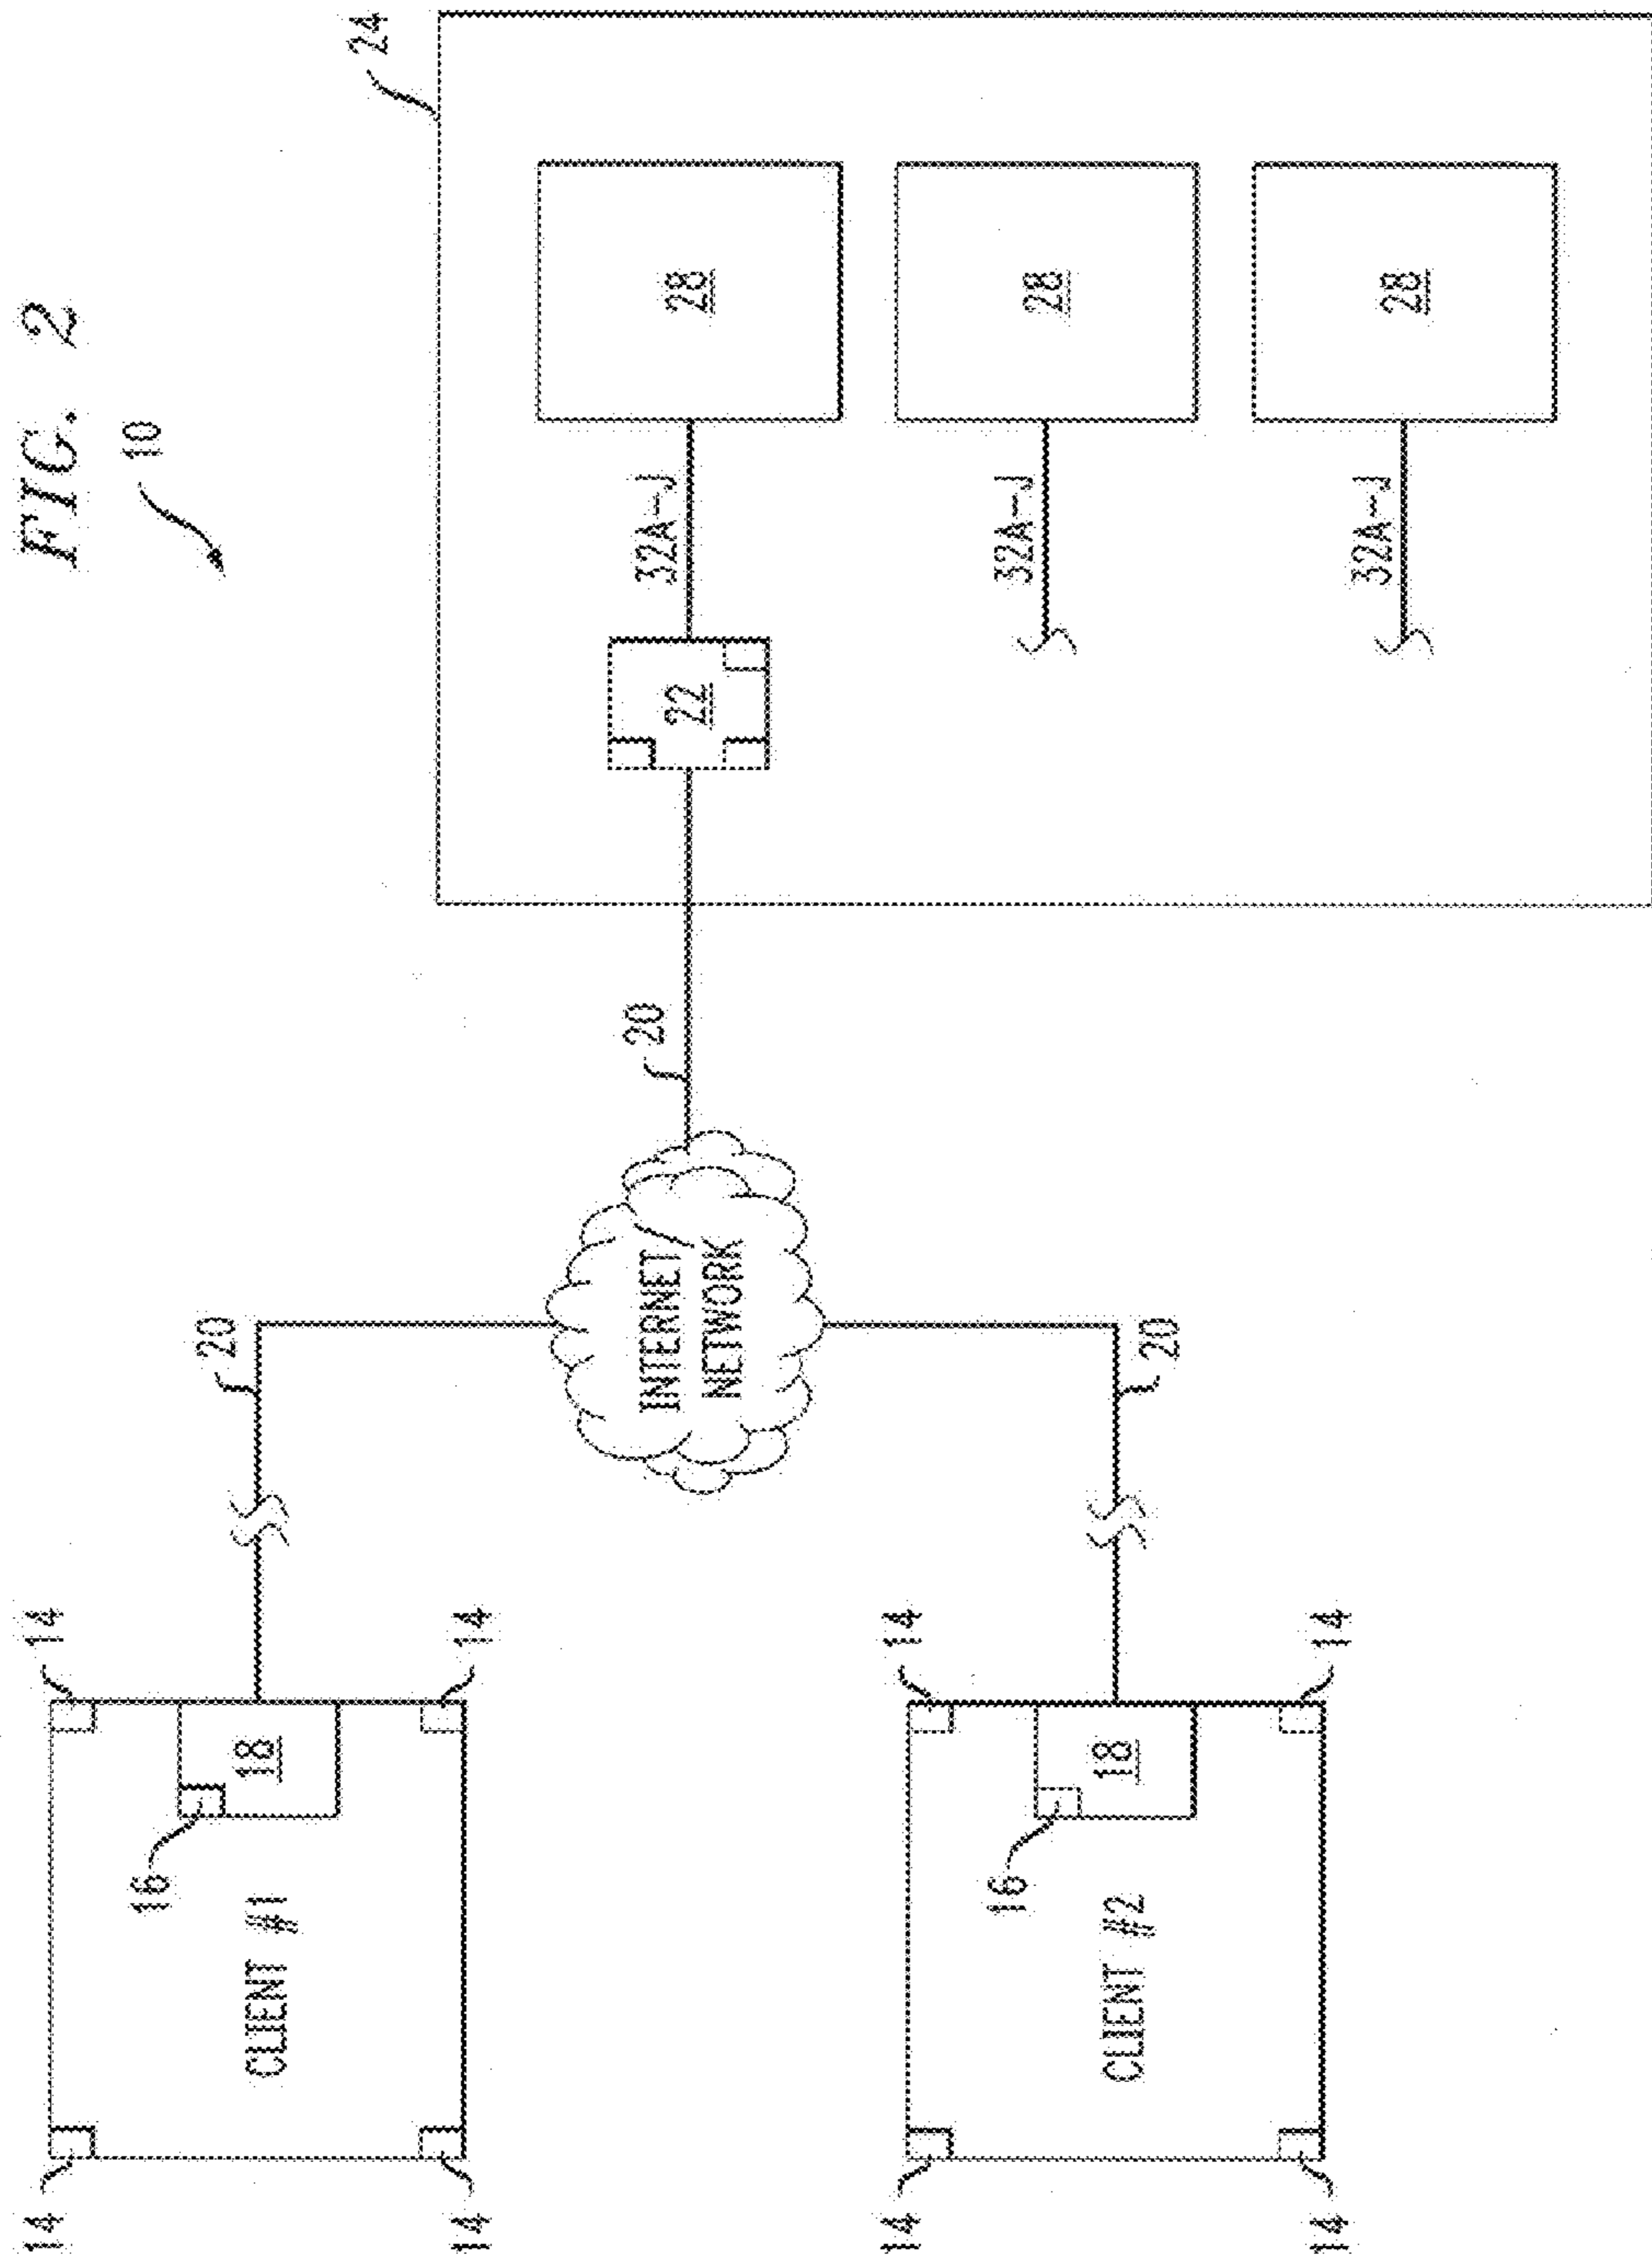 FIG. 2
10
14
14
14
14
16
18
CLIENT #1
20
14
14
14
14
16
18
CLIENT #2
20
INTERNET/
NETWORK
20
24
22
32A-J
28
32A-J
28
32A-J
28